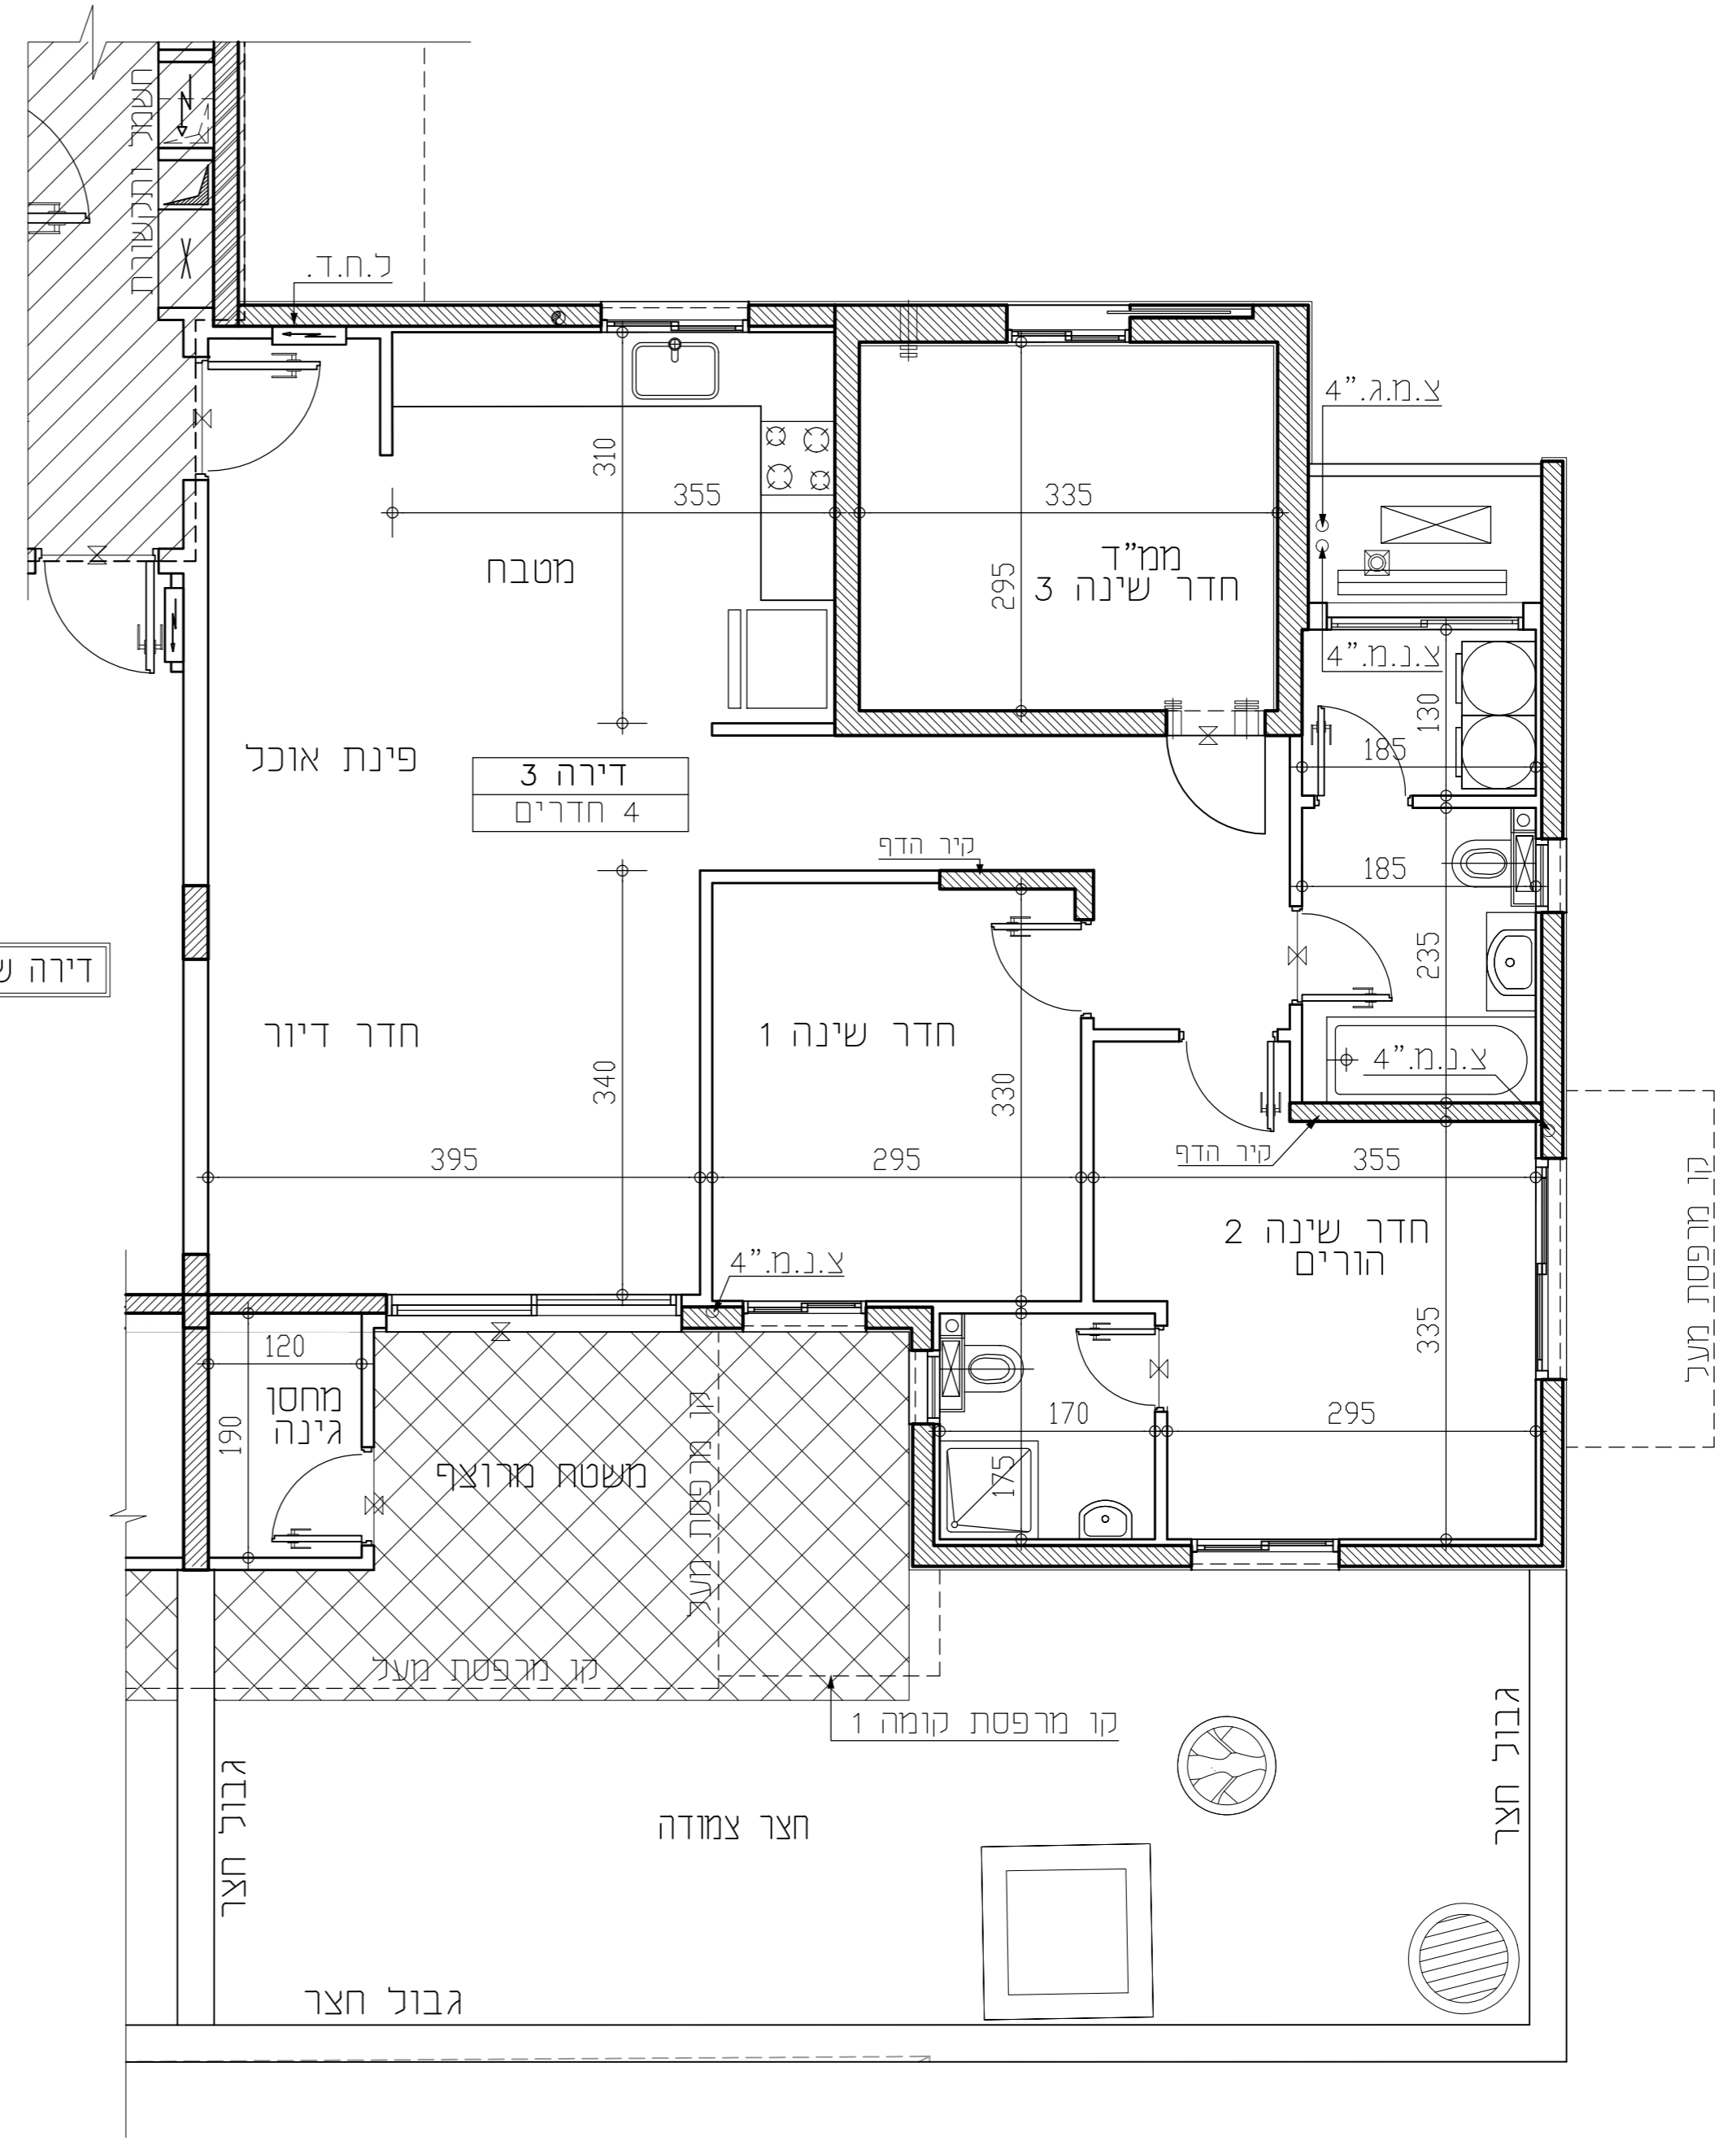 חשמל ותקשורת
ל.ח.ד.
צ.מ.ג."4
310
355
335
מטבח
ממ"ד
חדר שינה 3
295
צ.נ.מ."4
130
185
פינת אוכל
דירה 3
4 חדרים
קיר הדף
185
235
דירה ש
חדר דיור
חדר שינה 1
340
330
צ.נ.מ."4
קיר הדף
395
295
355
קו מרפסת מעל
חדר שינה 2
הורים
צ.נ.מ."4
120
335
מחסן
גינה
190
קו מרפסת מעל
170
295
משטח מרוצף
175
קו מרפסת מעל
קו מרפסת קומה 1
גבול חצר
גבול חצר
חצר צמודה
גבול חצר